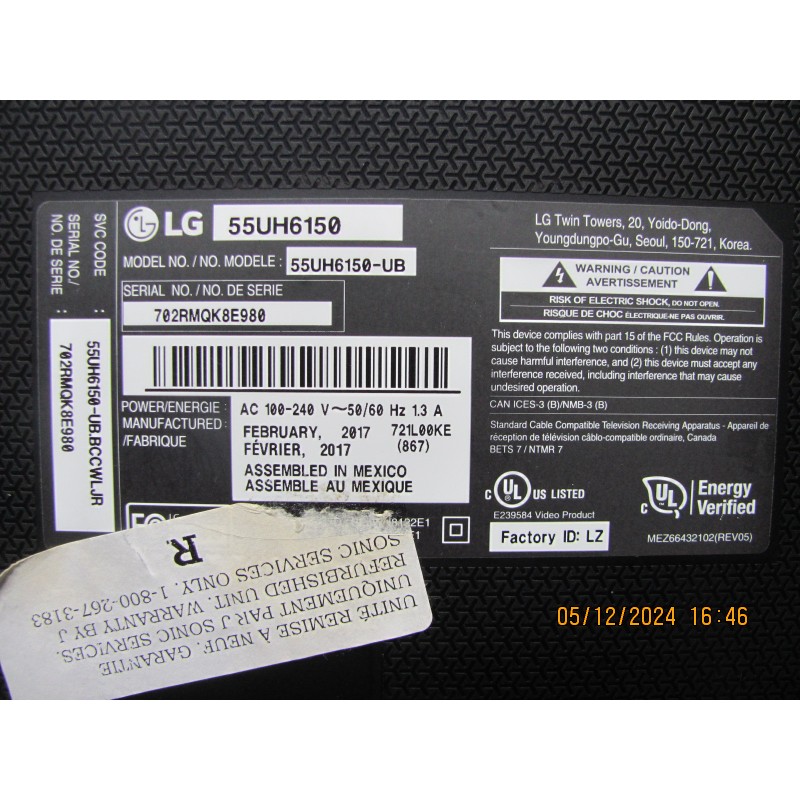 LG 55UH6150
MODEL NO. / NO. MODELE : 55UH6150-UB
SERIAL NO. / NO. DE SERIE
702RMQK8E980
POWER/ENERGIE : AC 100-240 V~50/60 Hz 1.3 A
MANUFACTURED : FEBRUARY, 2017 721L00KE
/FABRIQUE FÉVRIER, 2017 (867)
ASSEMBLED IN MEXICO
ASSEMBLE AU MEXIQUE
SVC CODE : 55UH6150-UB.BCCWLJR
SERIAL NO./ : 702RMQK8E980
NO. DE SERIE
LG Twin Towers, 20, Yoido-Dong,
Youngdungpo-Gu, Seoul, 150-721, Korea.
WARNING / CAUTION
AVERTISSEMENT
RISK OF ELECTRIC SHOCK, DO NOT OPEN.
RISQUE DE CHOC ÉLECTRIQUE-NE PAS OUVRIR.
This device complies with part 15 of the FCC Rules. Operation is
subject to the following two conditions : (1) this device may not
cause harmful interference, and (2) this device must accept any
interference received, including interference that may cause
undesired operation.
CAN ICES-3 (B)/NMB-3 (B)
Standard Cable Compatible Television Receiving Apparatus - Appareil de
réception de télévision câblo-compatible ordinaire, Canada
BETS 7 / NTMR 7
C UL US LISTED
E239584 Video Product
Factory ID: LZ
C UL Energy
Verified
MEZ66432102(REV05)
R.
REFURBISHED UNIT. WARRANTY BY J
SONIC SERVICES ONLY. 1-800-267-3183
UNITÉ REMISE À NEUF. GARANTIE
UNIQUEMENT PAR J SONIC SERVICES.
05/12/2024 16:46